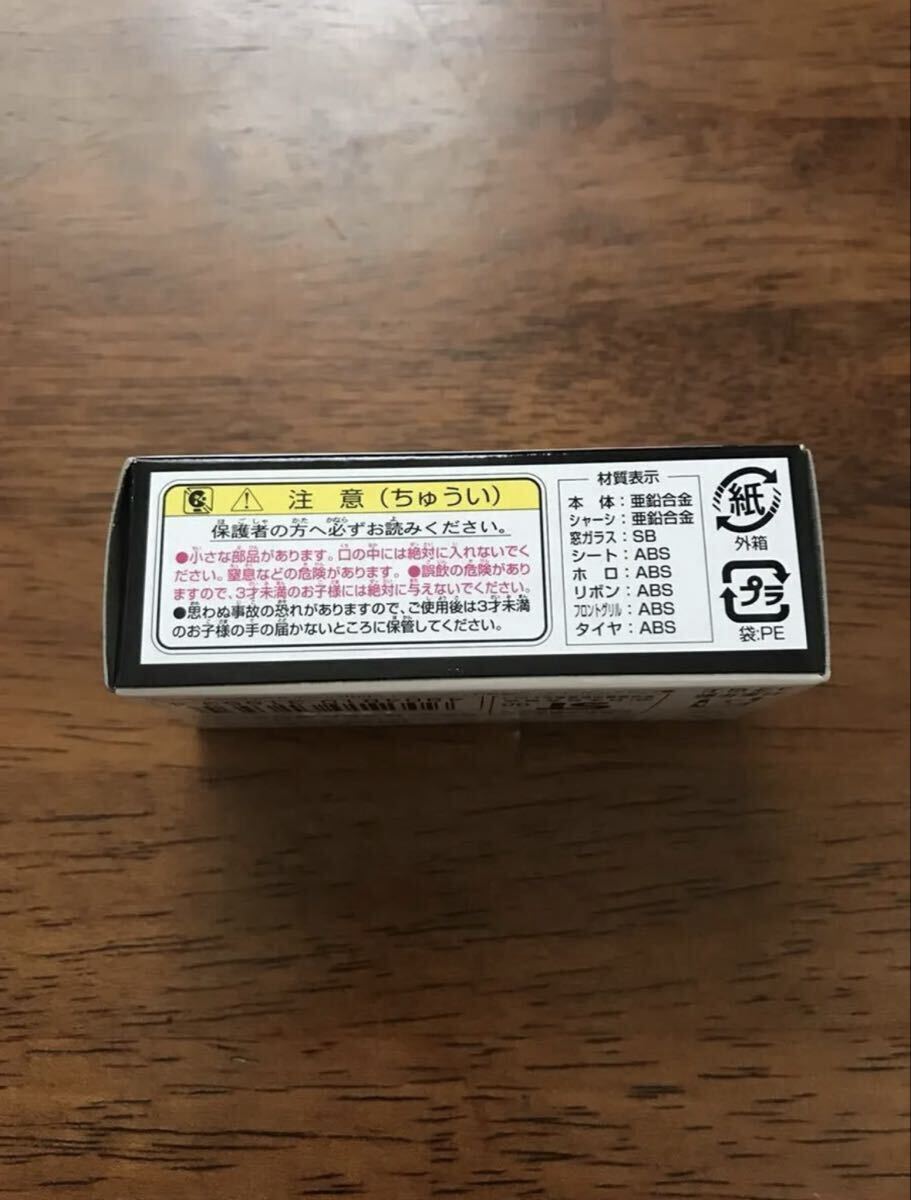 注意(ちゅうい)
保護者の方へ必ずお読みください。
●小さな部品があります。口の中には絶対に入れないでく
ださい。窒息などの危険があります。●誤飲の危険があり
ますので、3才未満のお子様には絶対に与えないでください。
●思わぬ事故の恐れがありますので、ご使用後は3才未満
のお子様の手の届かないところに保管してください。
材質表示
本体：亜鉛合金
シャーシ：亜鉛合金
窓ガラス：SB
シート：ABS
ホロ：ABS
リボン：ABS
フロントグリル：ABS
タイヤ：ABS
紙
外箱
プラ
袋:PE